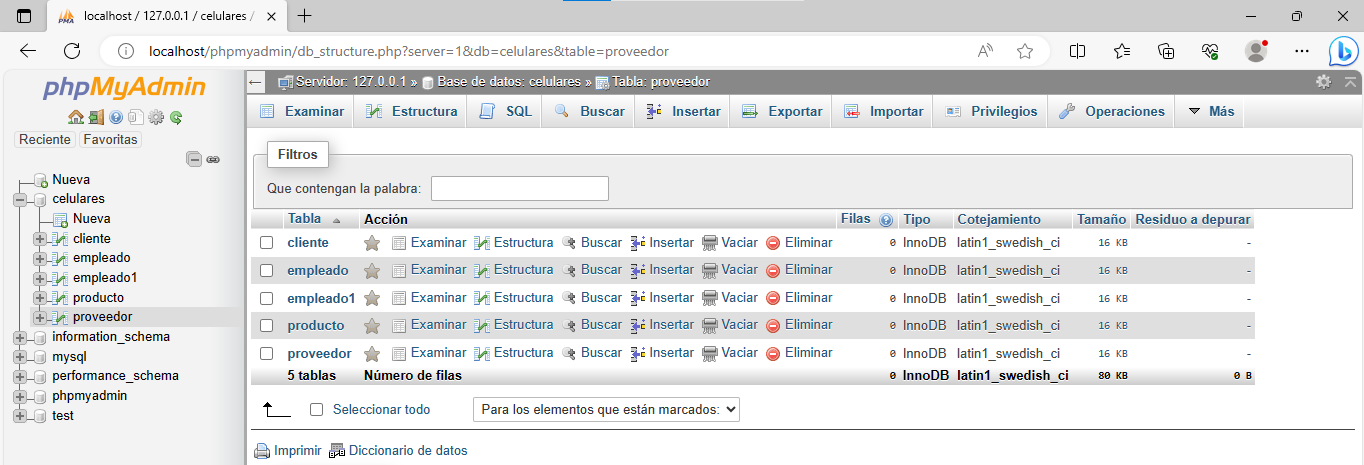 localhost / 127.0.0.1 / celulares /
localhost/phpmyadmin/db_structure.php?server=1&db=celulares&table=proveedor
phpMyAdmin
Reciente Favoritas
Nueva
celulares
Nueva
cliente
empleado
empleado1
producto
proveedor
information_schema
mysql
performance_schema
phpmyadmin
test
Servidor: 127.0.0.1 » Base de datos: celulares » Tabla: proveedor
Examinar Estructura SQL Buscar Insertar Exportar Importar Privilegios Operaciones Más
Filtros
Que contengan la palabra:
Tabla Acción Filas Tipo Cotejamiento Tamaño Residuo a depurar
cliente Examinar Estructura Buscar Insertar Vaciar Eliminar 0 InnoDB latin1_swedish_ci 16 KB -
empleado Examinar Estructura Buscar Insertar Vaciar Eliminar 0 InnoDB latin1_swedish_ci 16 KB -
empleado1 Examinar Estructura Buscar Insertar Vaciar Eliminar 0 InnoDB latin1_swedish_ci 16 KB -
producto Examinar Estructura Buscar Insertar Vaciar Eliminar 0 InnoDB latin1_swedish_ci 16 KB -
proveedor Examinar Estructura Buscar Insertar Vaciar Eliminar 0 InnoDB latin1_swedish_ci 16 KB -
5 tablas Número de filas 0 InnoDB latin1_swedish_ci 80 KB 0 B
Seleccionar todo Para los elementos que están marcados:
Imprimir Diccionario de datos